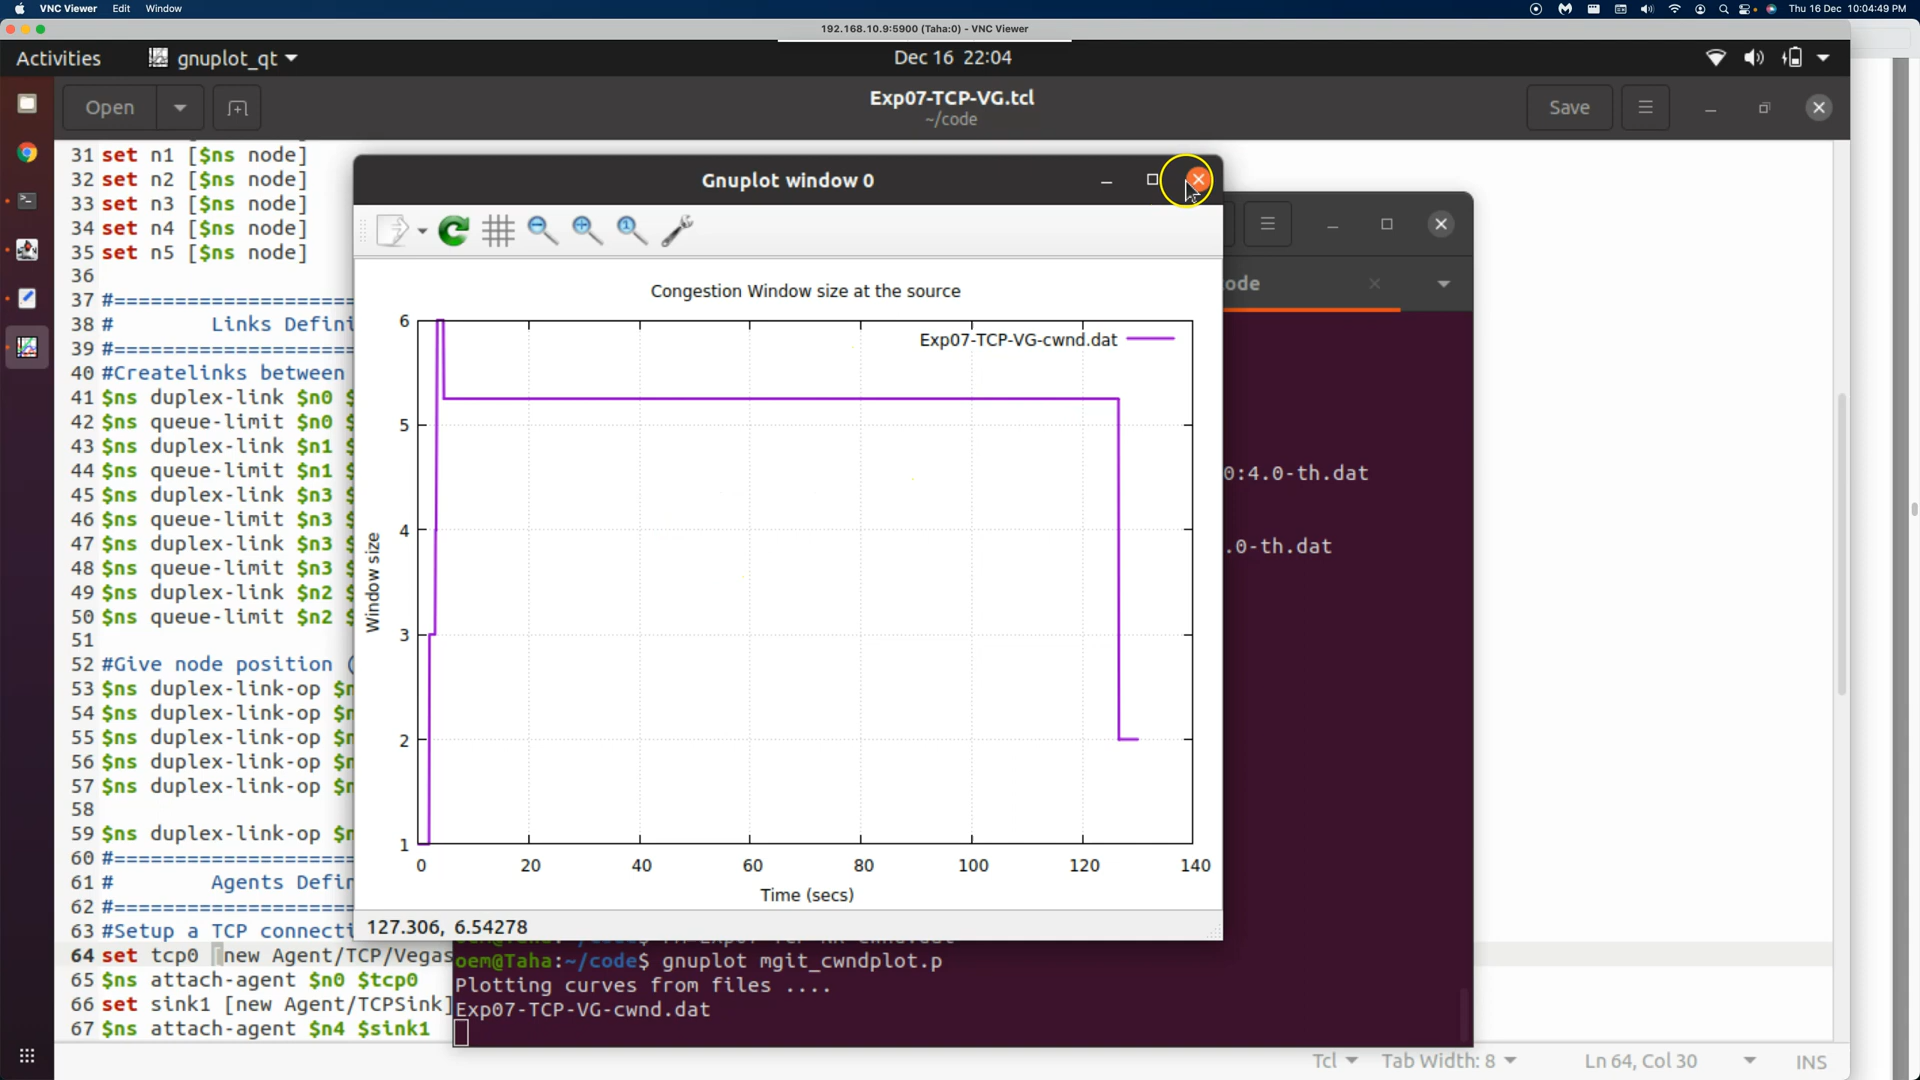 VNC Viewer Edit Window Thu 16 Dec 10:04:49 PM
192.168.10.9:5900 (Taha:0) - VNC Viewer
Activities gnuplot_qt Dec 16 22:04
Open Exp07-TCP-VG.tcl Save
~/code
31 set n1 [$ns node]
32 set n2 [$ns node]
33 set n3 [$ns node]
34 set n4 [$ns node]
35 set n5 [$ns node]
36
37 #====================
38 # Links Defini
39 #====================
40 #Createlinks between
41 $ns duplex-link $n0 $
42 $ns queue-limit $n0 $
43 $ns duplex-link $n1 $
44 $ns queue-limit $n1 $
45 $ns duplex-link $n3 $
46 $ns queue-limit $n3 $
47 $ns duplex-link $n3 $
48 $ns queue-limit $n3 $
49 $ns duplex-link $n2 $
50 $ns queue-limit $n2 $
51
52 #Give node position (
53 $ns duplex-link-op $n
54 $ns duplex-link-op $n
55 $ns duplex-link-op $n
56 $ns duplex-link-op $n
57 $ns duplex-link-op $n
58
59 $ns duplex-link-op $n
60 #====================
61 # Agents Defin
62 #====================
63 #Setup a TCP connecti
64 set tcp0 [new Agent/TCP/Vegas
65 $ns attach-agent $n0 $tcp0
66 set sink1 [new Agent/TCPSink]
67 $ns attach-agent $n4 $sink1
Gnuplot window 0
Congestion Window size at the source
Exp07-TCP-VG-cwnd.dat
6
5
4
3
2
1
Window size
0 20 40 60 80 100 120 140
Time (secs)
127.306, 6.54278
ode
0:4.0-th.dat
.0-th.dat
oem@Taha:~/code$ gnuplot mgit_cwndplot.p
Plotting curves from files ....
Exp07-TCP-VG-cwnd.dat
Tcl Tab Width: 8 Ln 64, Col 30 INS